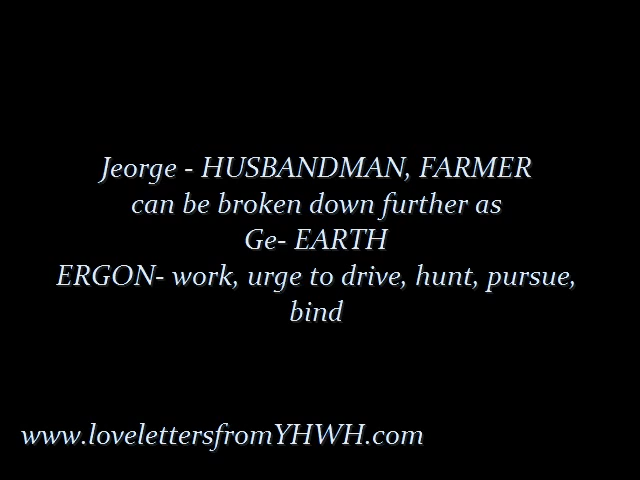 Jeorge - HUSBANDMAN, FARMER
can be broken down further as
Ge- EARTH
ERGON- work, urge to drive, hunt, pursue,
bind
www.lovelettersfromYHWH.com